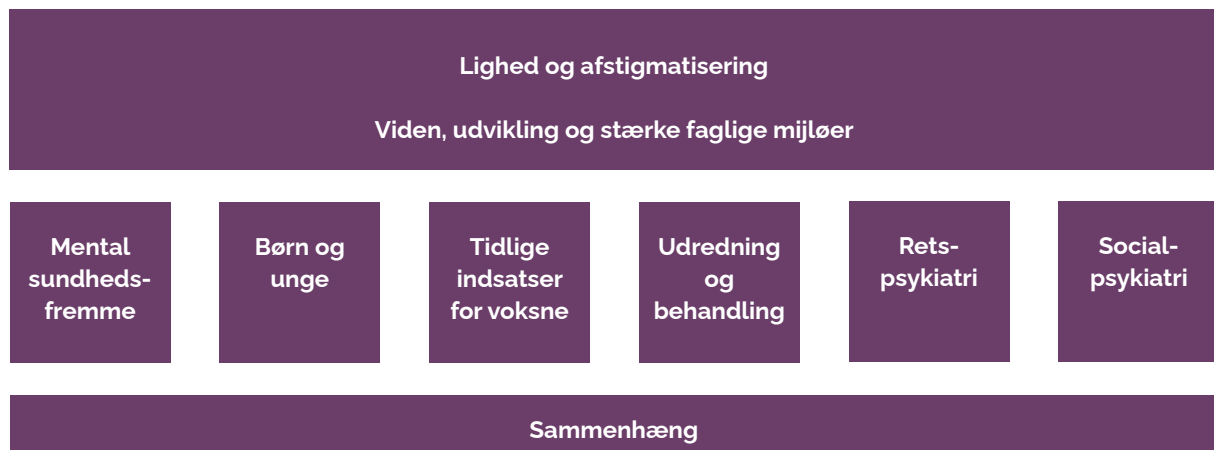 Lighed og afstigmatisering
Viden, udvikling og stærke faglige mijløer
Mental
sundheds-
fremme
Børn og
unge
Tidlige
indsatser
for voksne
Udredning
og
behandling
Rets-
psykiatri
Social-
psykiatri
Sammenhæng